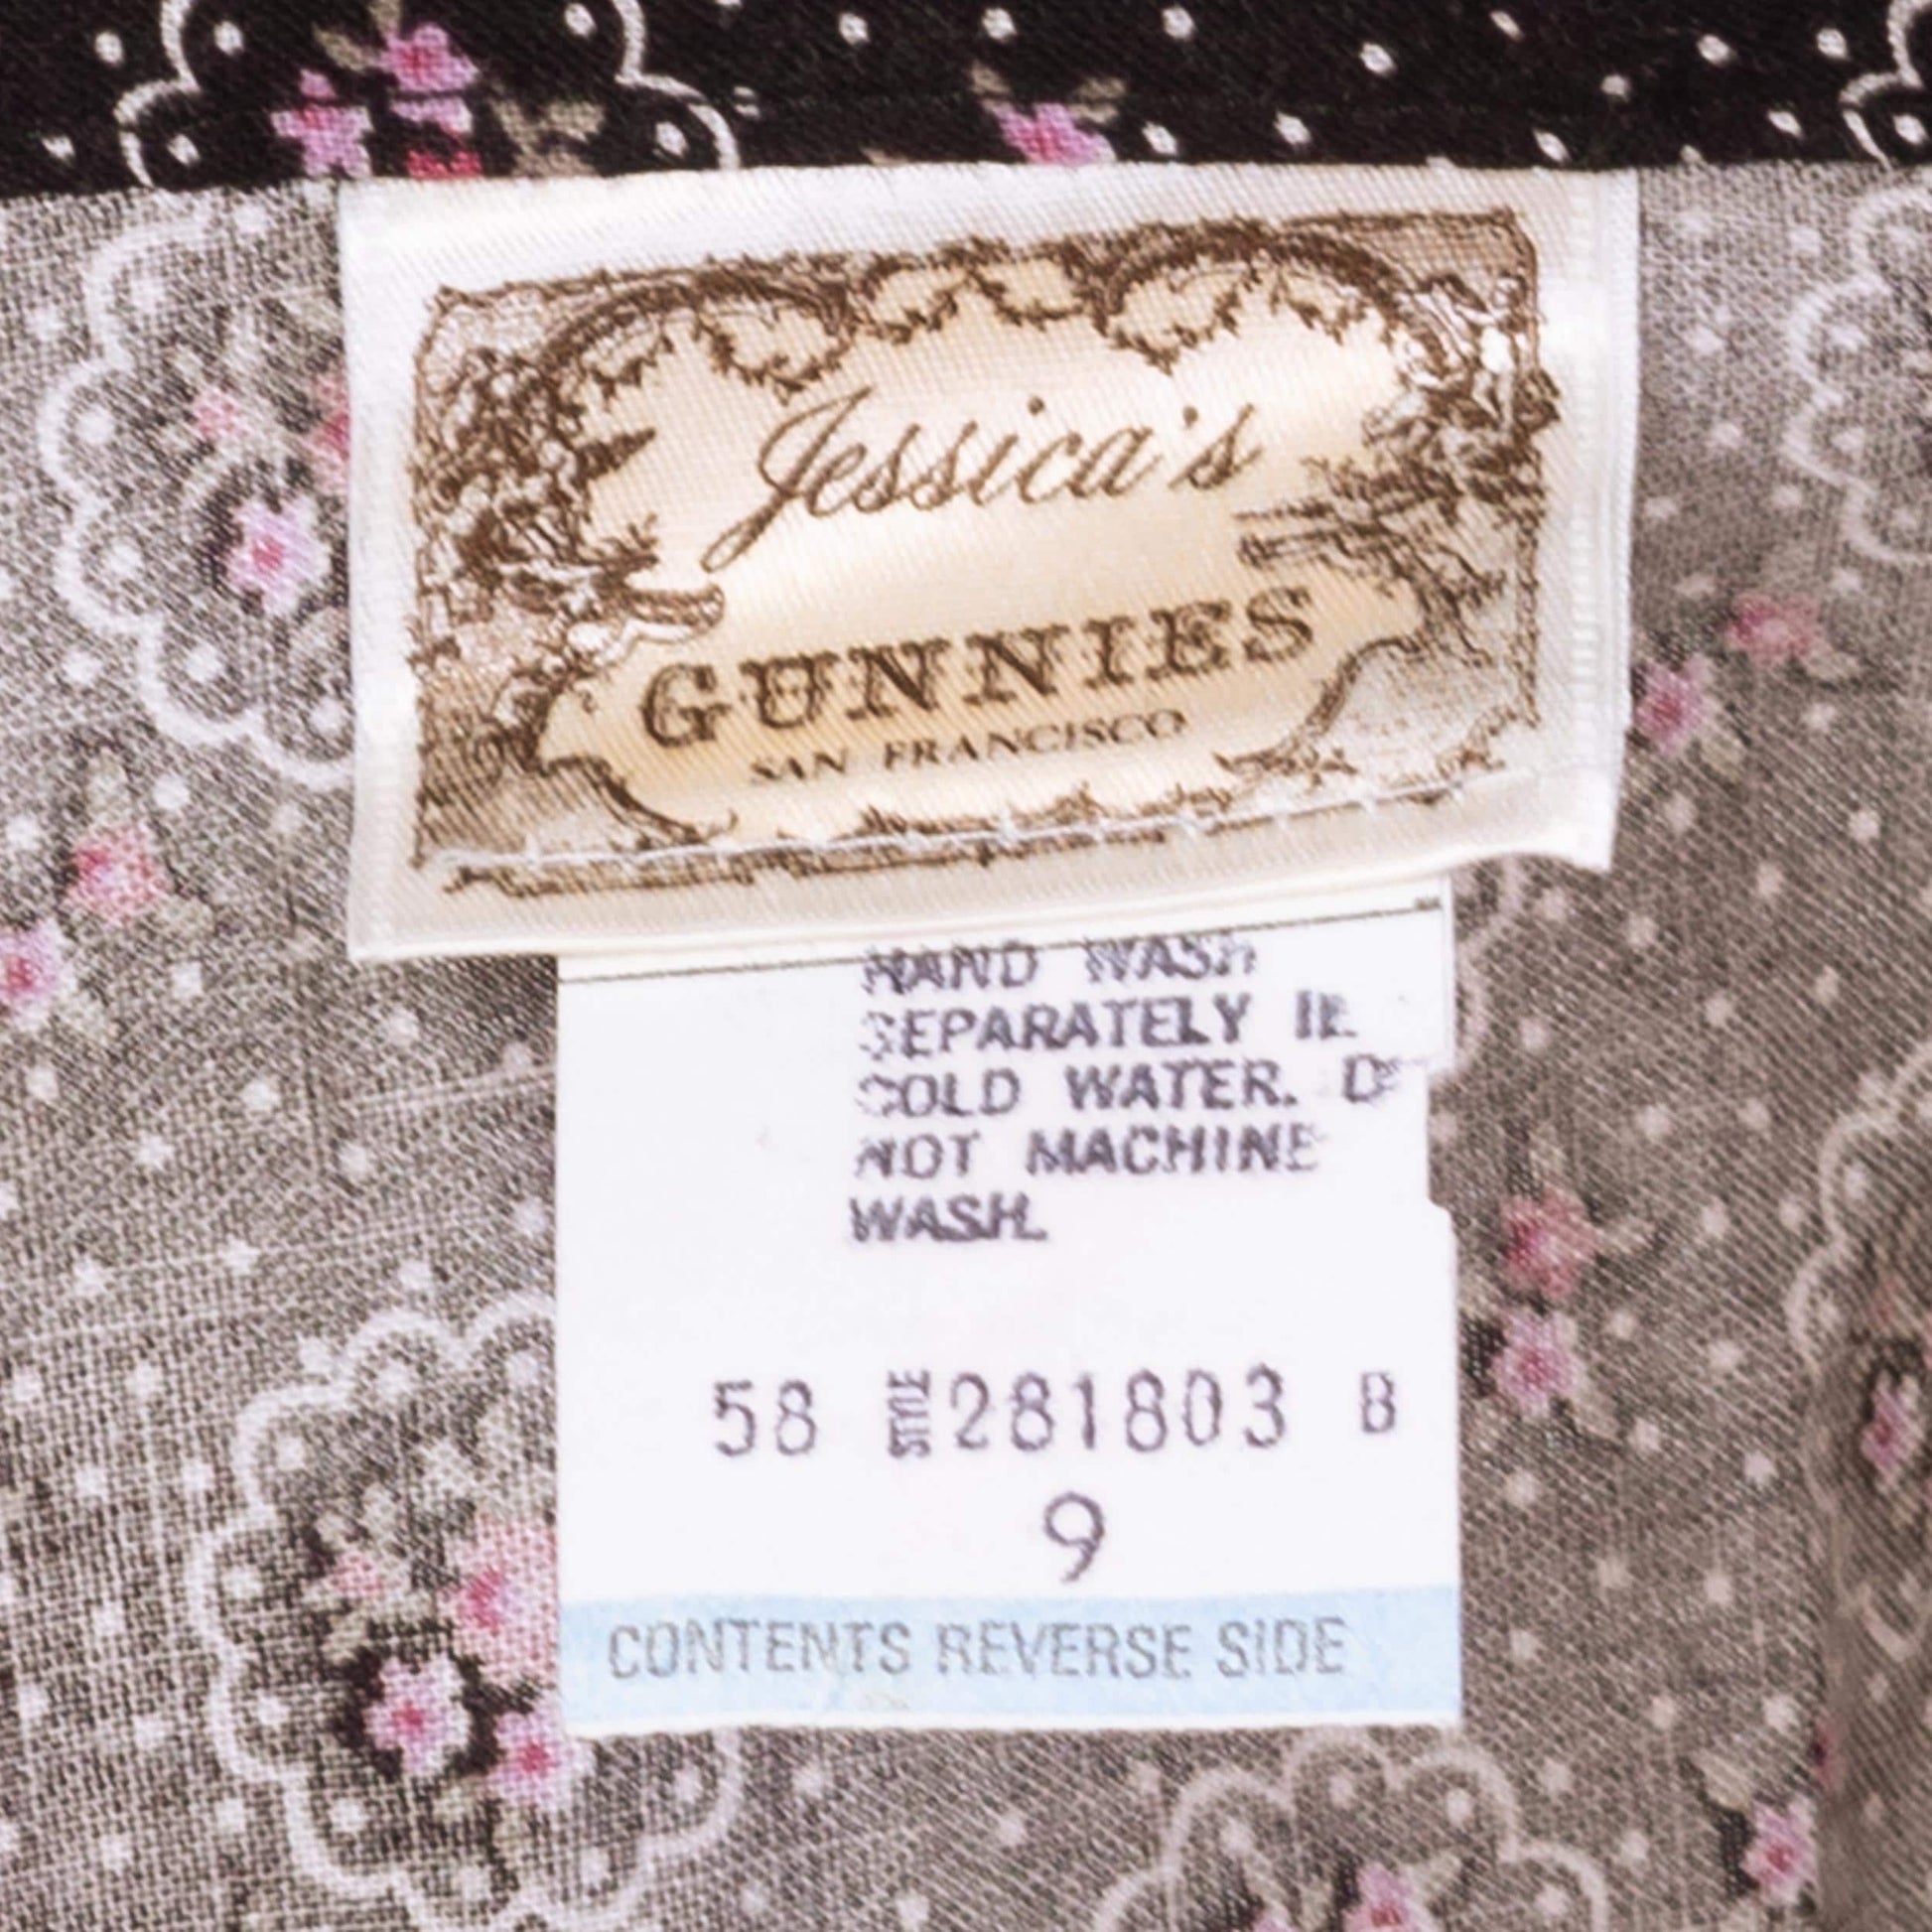 Jessica's
GUNNIES
SAN FRANCISCO
HAND WASH
SEPARATELY IN
COLD WATER. DO
NOT MACHINE
WASH.
58 STYLE 281803 B
9
CONTENTS REVERSE SIDE